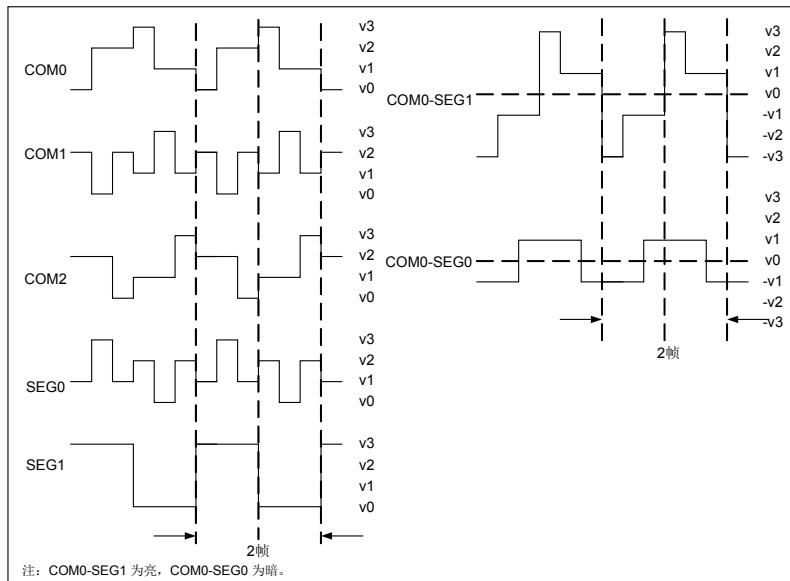 COM0
v3
v2
v1
v0
COM1
v3
v2
v1
v0
COM2
v3
v2
v1
v0
SEG0
v3
v2
v1
v0
SEG1
v3
v2
v1
v0
2帧
COM0-SEG1
v3
v2
v1
v0
-v1
-v2
-v3
COM0-SEG0
v3
v2
v1
v0
-v1
-v2
-v3
2帧
注：COM0-SEG1 为亮，COM0-SEG0 为暗。